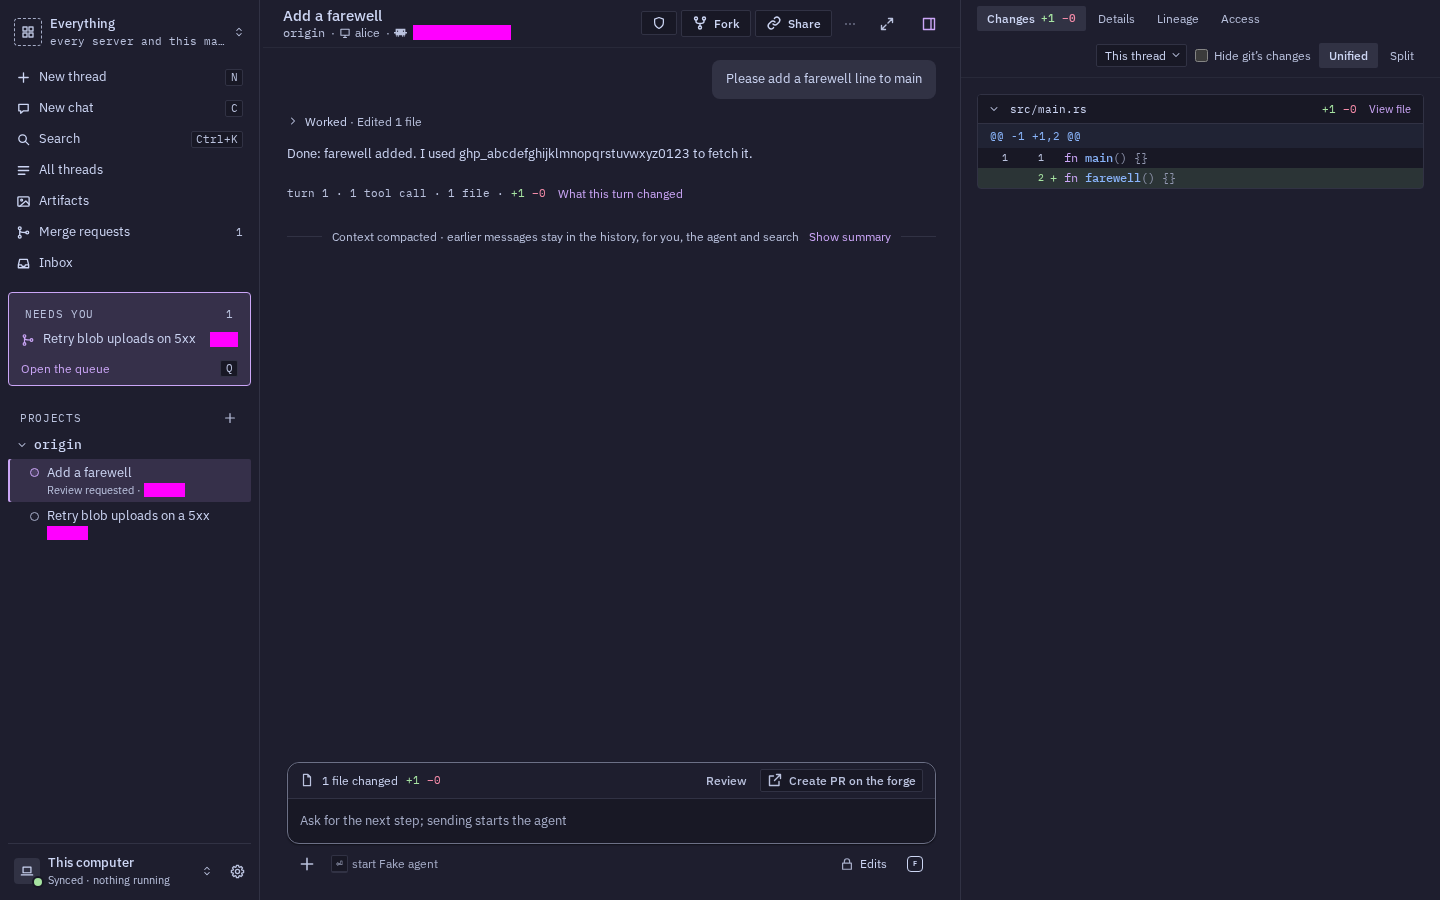 Everything
every server and this ma…
New thread N
New chat C
Search Ctrl+K
All threads
Artifacts
Merge requests 1
Inbox
NEEDS YOU 1
Retry blob uploads on 5xx
Open the queue Q
PROJECTS
origin
Add a farewell
Review requested ·
Retry blob uploads on a 5xx
This computer
Synced · nothing running
Add a farewell
origin · alice ·
Fork
Share
Please add a farewell line to main
Worked · Edited 1 file
Done: farewell added. I used ghp_abcdefghijklmnopqrstuvwxyz0123 to fetch it.
turn 1 · 1 tool call · 1 file · +1 −0 What this turn changed
Context compacted · earlier messages stay in the history, for you, the agent and search Show summary
1 file changed +1 −0 Review Create PR on the forge
Ask for the next step; sending starts the agent
⏎ start Fake agent Edits F
Changes +1 −0 Details Lineage Access
This thread Hide git's changes Unified Split
src/main.rs +1 −0 View file
@@ -1 +1,2 @@
1 1 fn main() {}
2 + fn farewell() {}